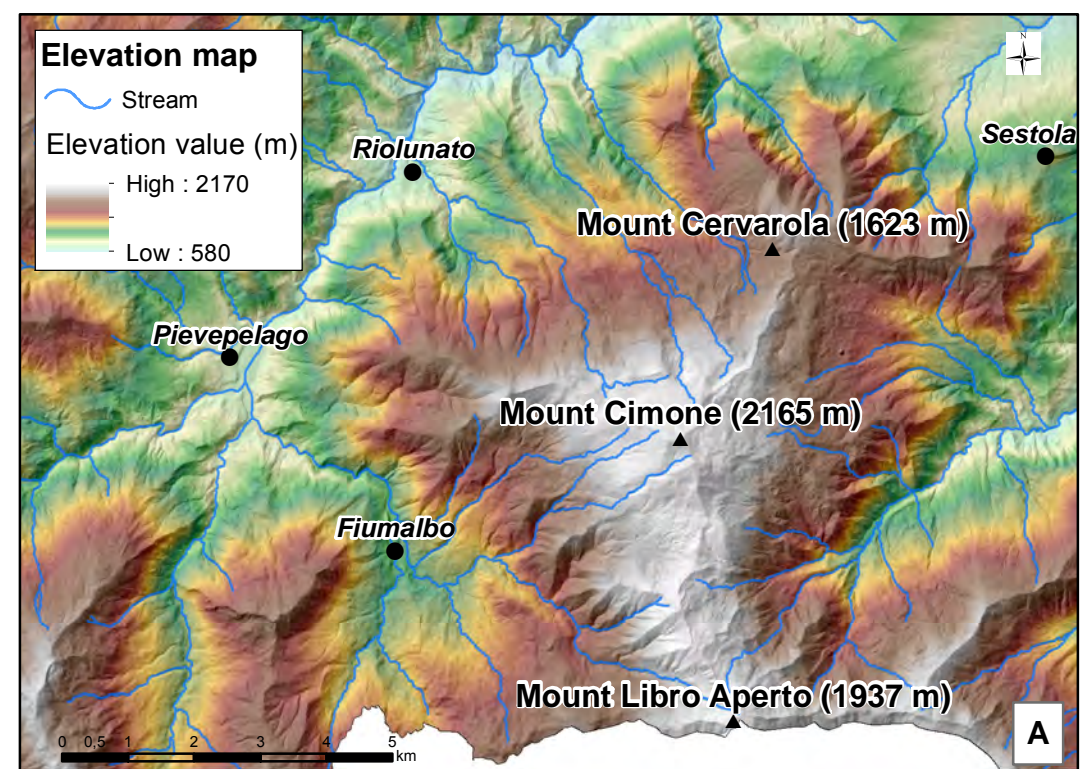 Elevation map
Stream
Elevation value (m)
High : 2170
Low : 580
N
Riolunato
Sestola
Mount Cervarola (1623 m)
Pievepelago
Mount Cimone (2165 m)
Fiumalbo
Mount Libro Aperto (1937 m)
0 0,5 1 2 3 4 5
km
A